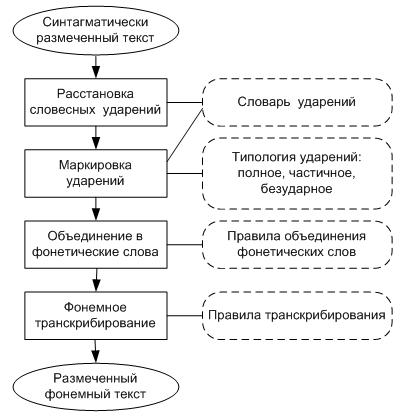 Синтагматически
размеченный текст
Расстановка
словесных ударений
Словарь ударений
Маркировка
ударений
Типология ударений:
полное, частичное,
безударное
Объединение в
фонетические слова
Правила объединения
фонетических слов
Фонемное
транскрибирование
Правила транскрибирования
Размеченный
фонемный текст